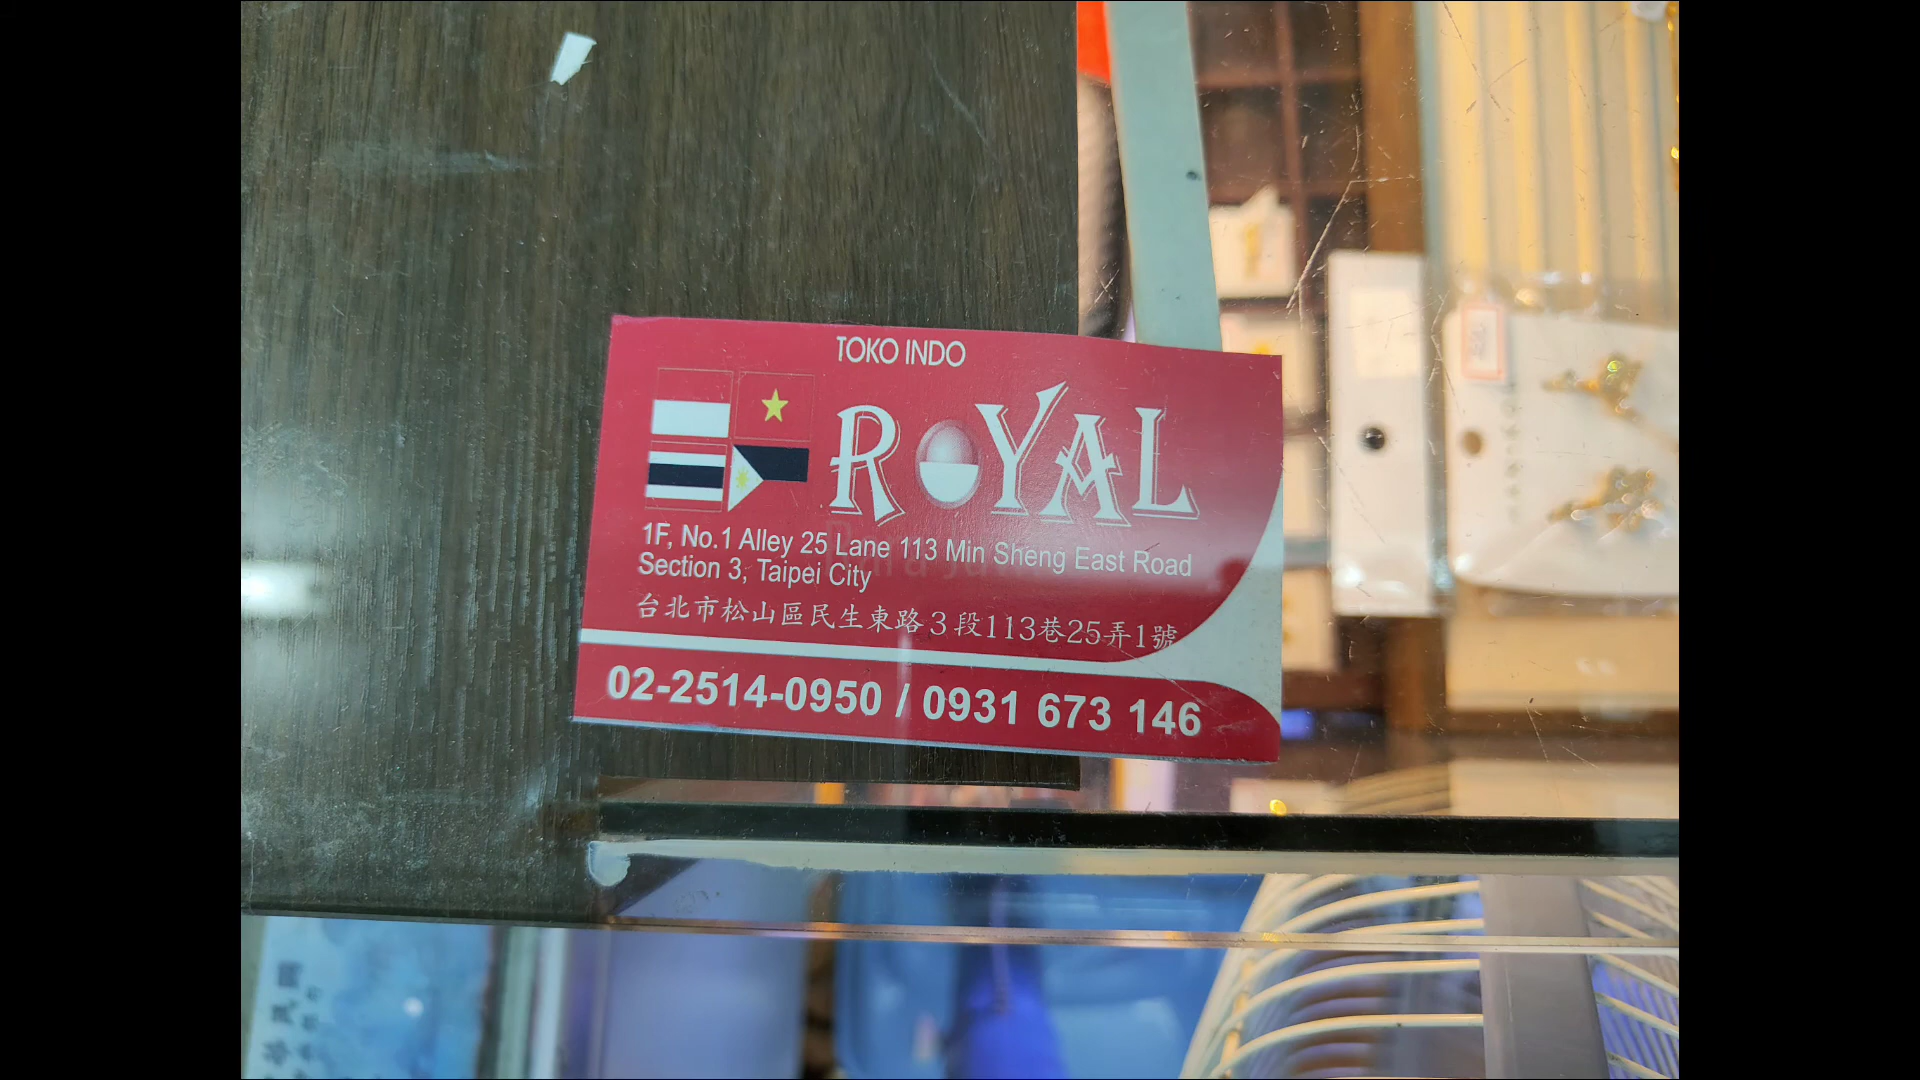 TOKO INDO
ROYAL
1F, No.1 Alley 25 Lane 113 Min Sheng East Road
Section 3, Taipei City
台北市松山區民生東路3段113巷25弄1號
02-2514-0950 / 0931 673 146